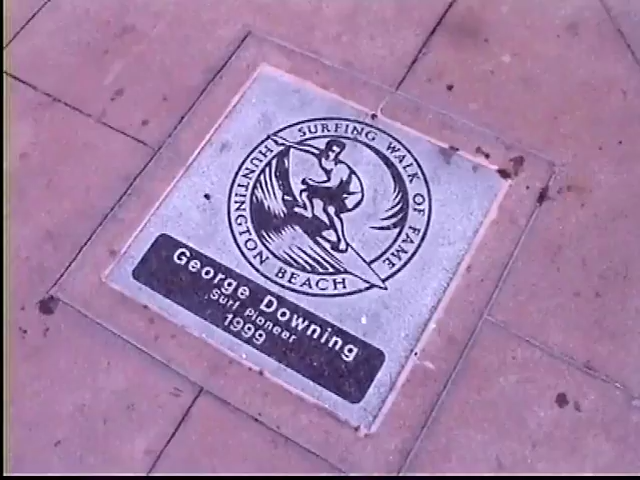 SURFING WALK OF FAME
HUNTINGTON BEACH
George Downing
Surf Pioneer
1999